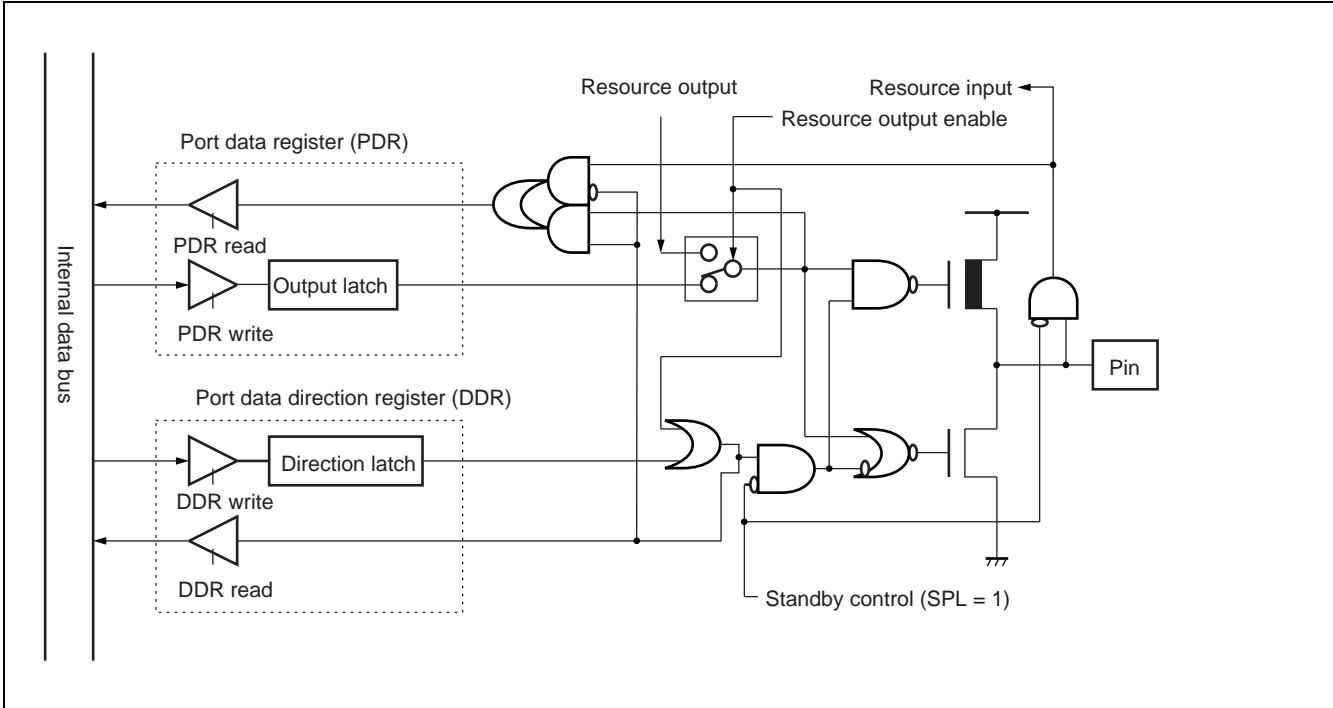 Resource output
Resource input
Resource output enable
Port data register (PDR)
PDR read
Output latch
PDR write
Internal data bus
Pin
Port data direction register (DDR)
Direction latch
DDR write
DDR read
Standby control (SPL = 1)